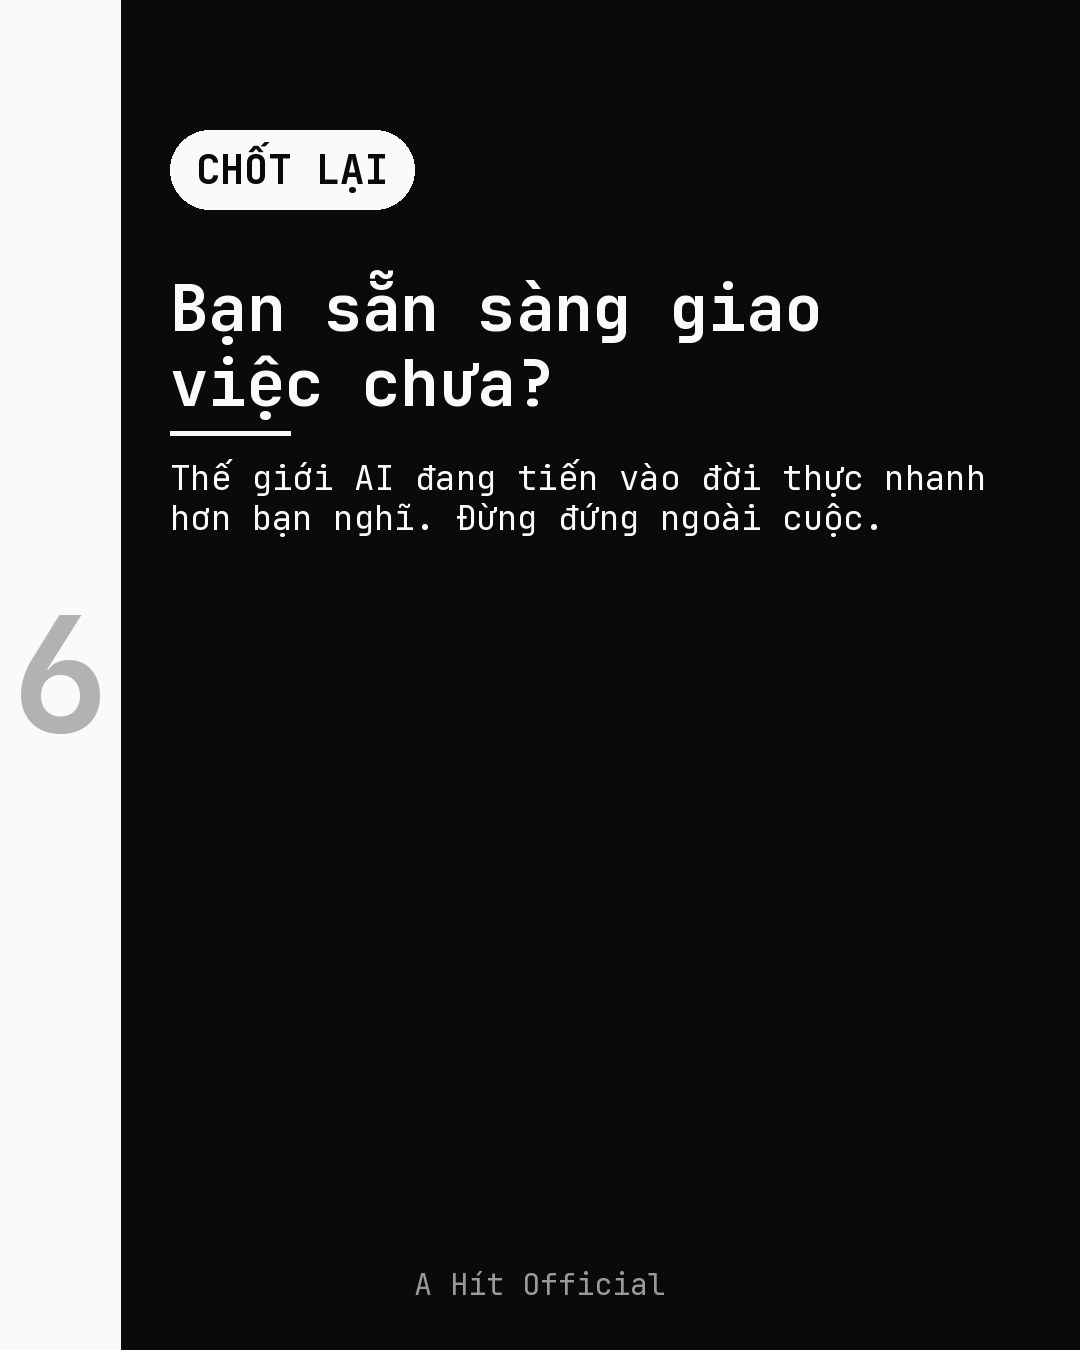 CHỐT LẠI
Bạn sẵn sàng giao
việc chưa?
Thế giới AI đang tiến vào đời thực nhanh
hơn bạn nghĩ. Đừng đứng ngoài cuộc.
6
A Hít Official